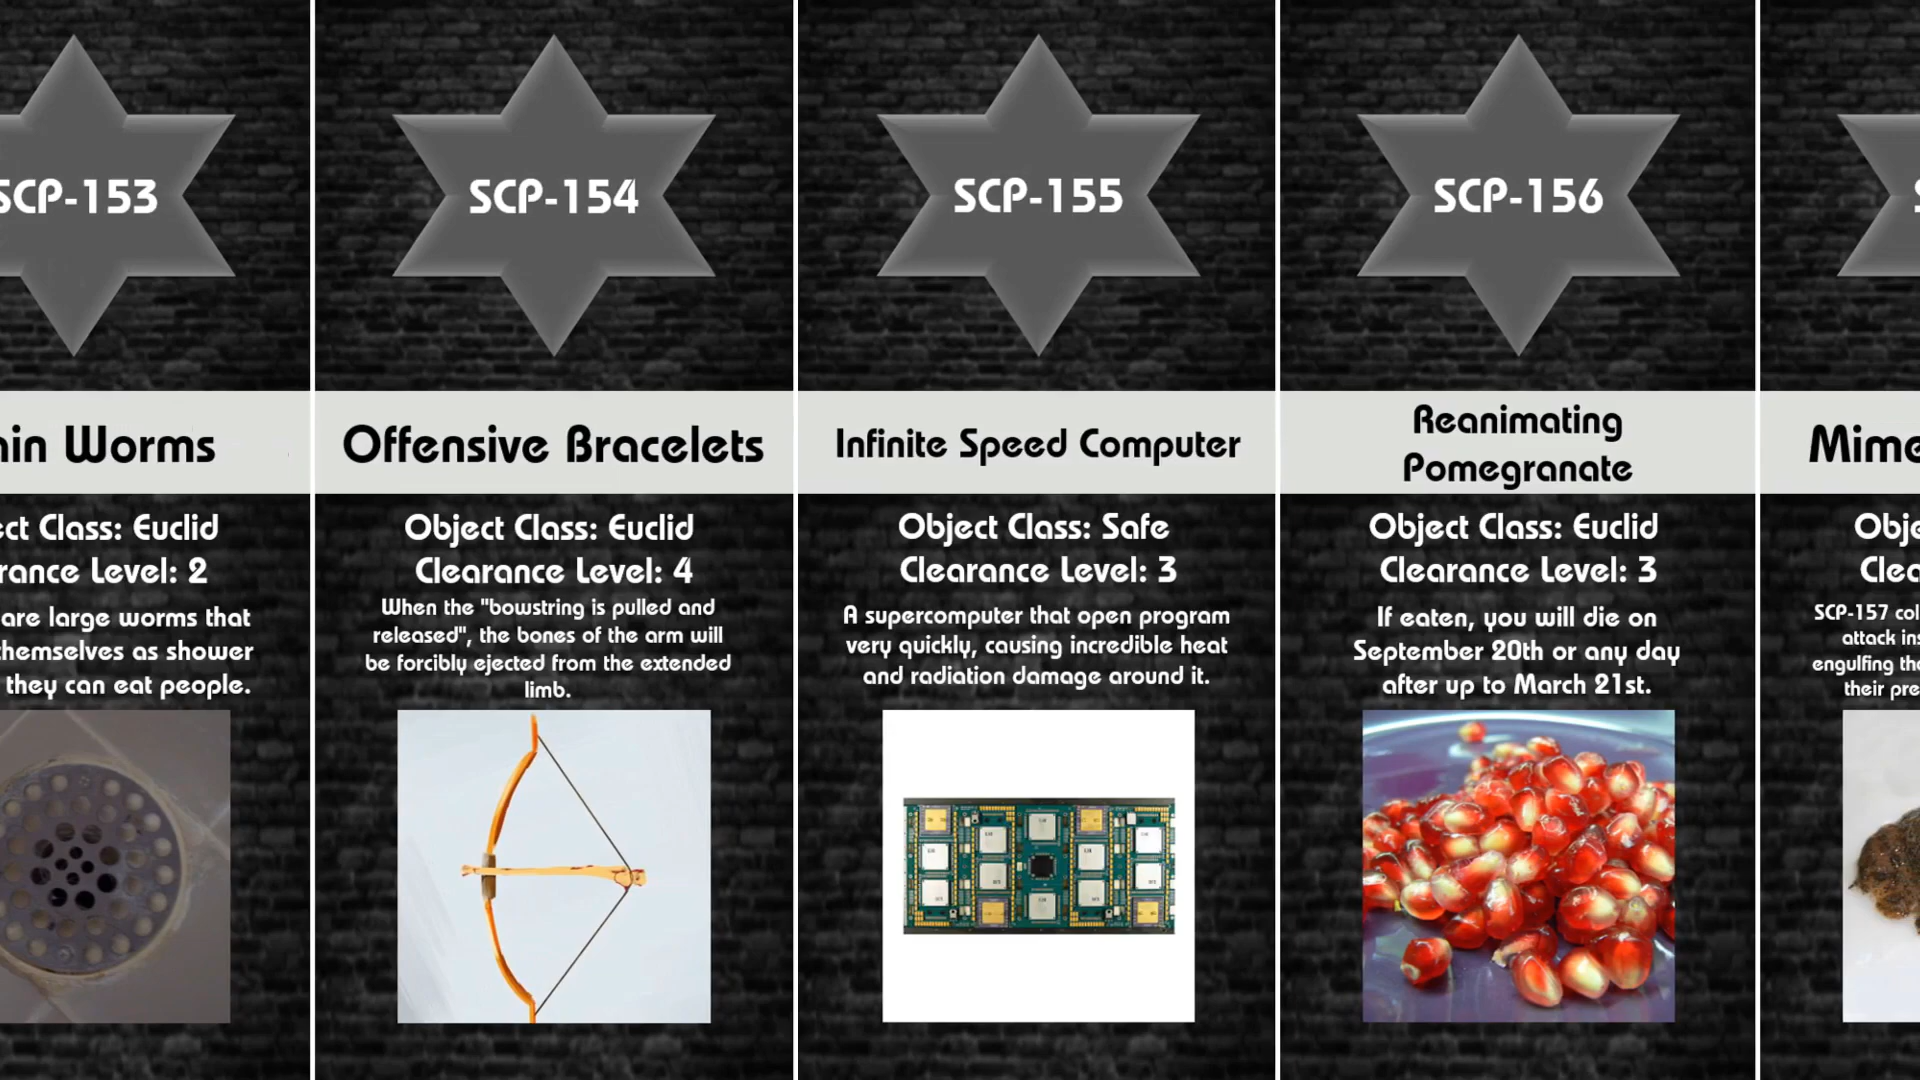 SCP-153
ain Worms
ect Class: Euclid
rance Level: 2
are large worms that
hemselves as shower
they can eat people.
SCP-154
Offensive Bracelets
Object Class: Euclid
Clearance Level: 4
When the "bowstring is pulled and
released", the bones of the arm will
be forcibly ejected from the extended
limb.
SCP-155
Infinite Speed Computer
Object Class: Safe
Clearance Level: 3
A supercomputer that open program
very quickly, causing incredible heat
and radiation damage around it.
SCP-156
Reanimating
Pomegranate
Object Class: Euclid
Clearance Level: 3
If eaten, you will die on
September 20th or any day
after up to March 21st.
S
Mime
Obje
Clea
SCP-157 col
attack ins
engulfing tha
their pre